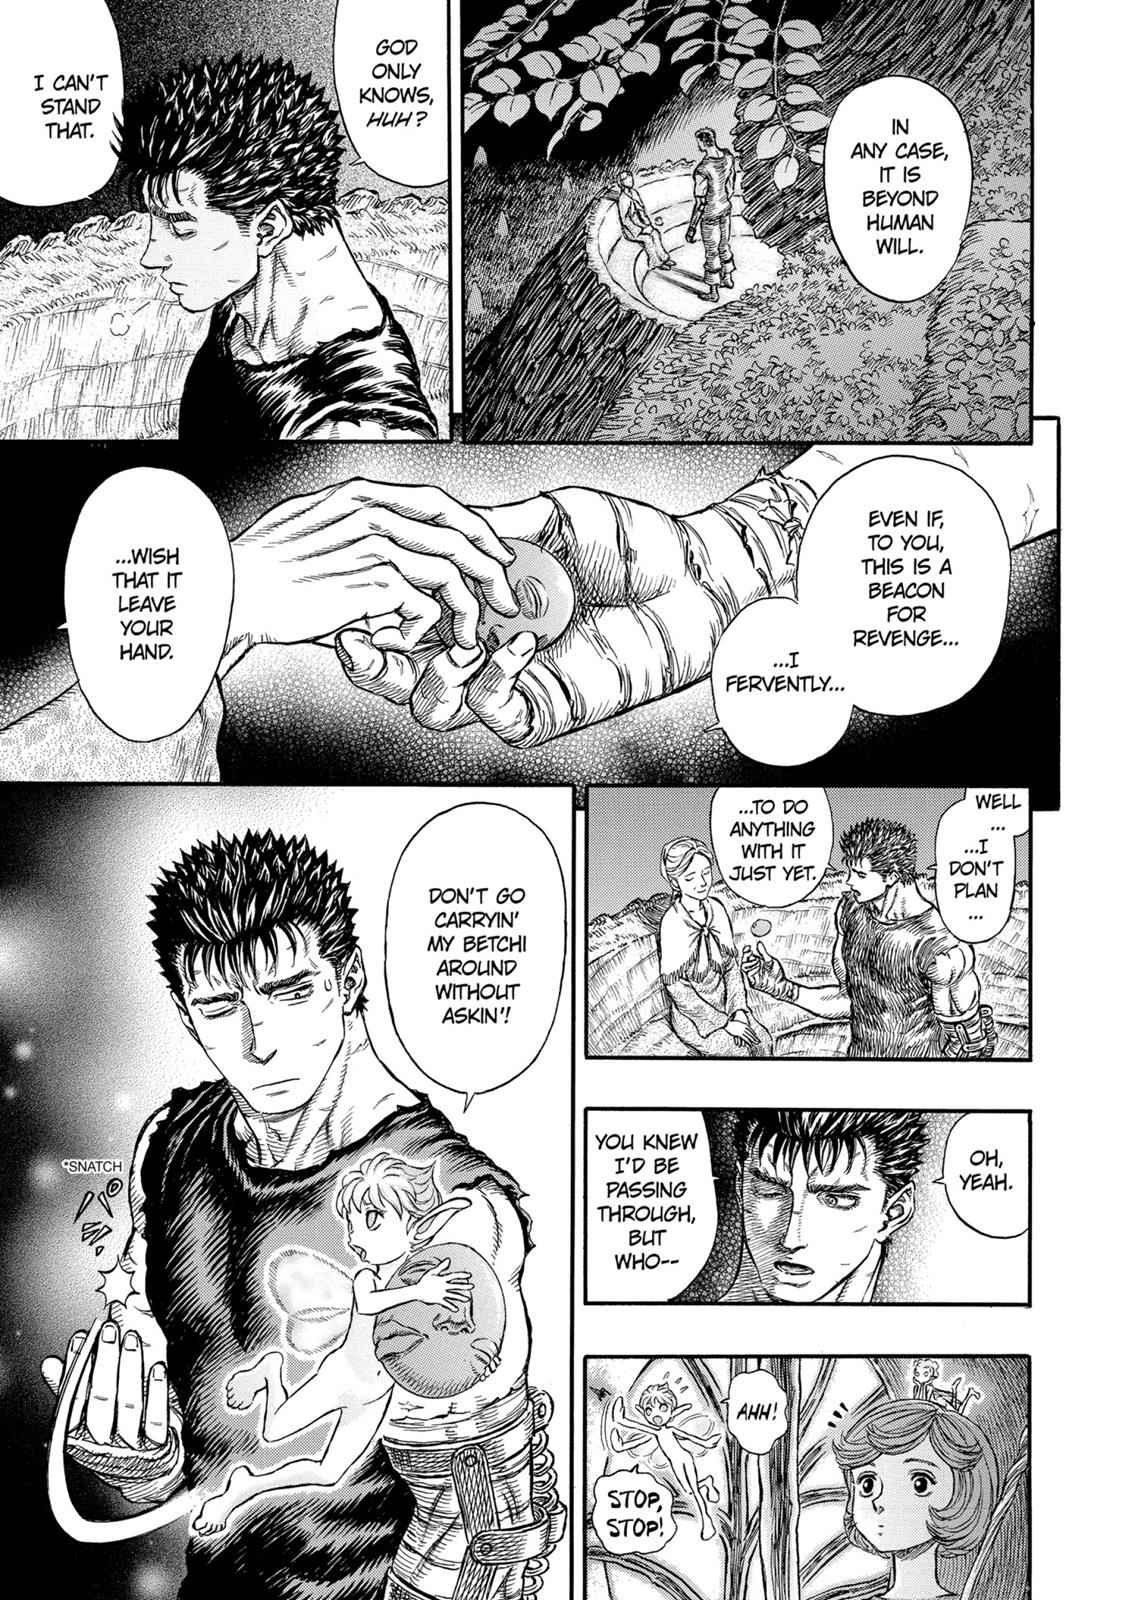 IN
ANY CASE,
IT IS
BEYOND
HUMAN
WILL.
GOD
ONLY
KNOWS,
HUH?
I CAN'T
STAND
THAT.
EVEN IF,
TO YOU,
THIS IS A
BEACON
FOR
REVENGE...
...I
FERVENTLY...
...WISH
THAT IT
LEAVE
YOUR
HAND.
WELL
...
...I
DON'T
PLAN
...
...TO DO
ANYTHING
WITH IT
JUST YET.
DON'T GO
CARRYIN'
MY BETCHI
AROUND
WITHOUT
ASKIN'!
*SNATCH
パシッ
OH,
YEAH.
YOU KNEW
I'D BE
PASSING
THROUGH,
BUT
WHO--
AHH!
STOP,
STOP!